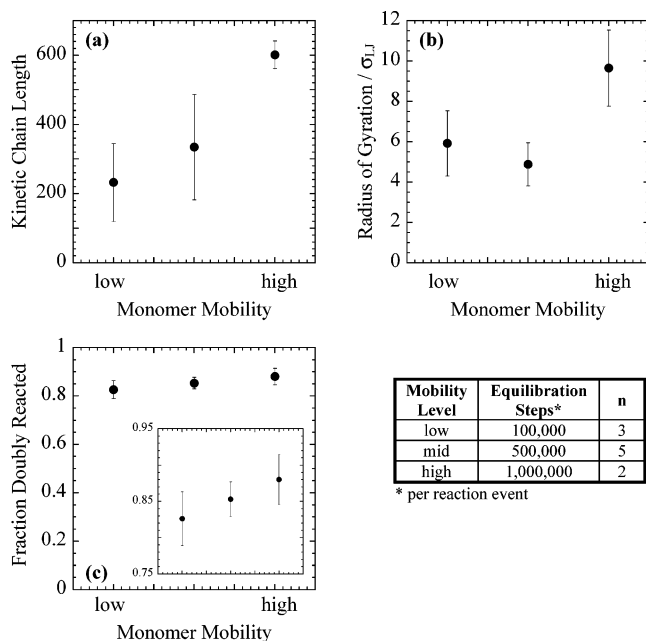 (a)
Kinetic Chain Length
600
400
200
0
low
high
Monomer Mobility
(b)
Radius of Gyration / σLJ
12
10
8
6
4
2
0
low
high
Monomer Mobility
(c)
Fraction Doubly Reacted
1
0.8
0.6
0.4
0.2
0
0.95
0.85
0.75
low
high
Monomer Mobility
Mobility Level Equilibration Steps* n
low 100,000 3
mid 500,000 5
high 1,000,000 2
* per reaction event